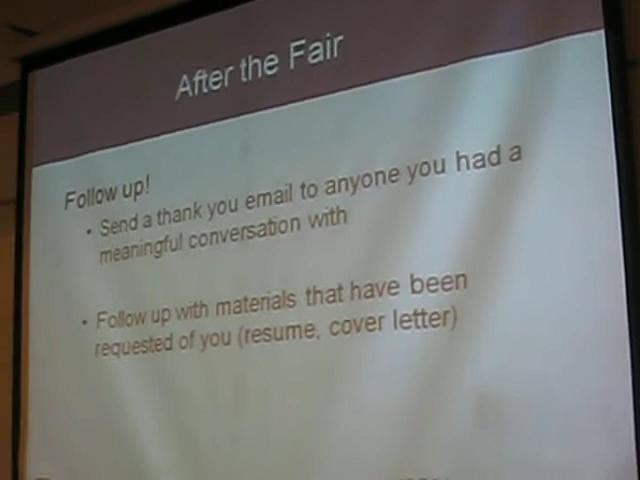 After the Fair
Follow up!
• Send a thank you email to anyone you had a
meaningful conversation with
• Follow up with materials that have been
requested of you (resume, cover letter)